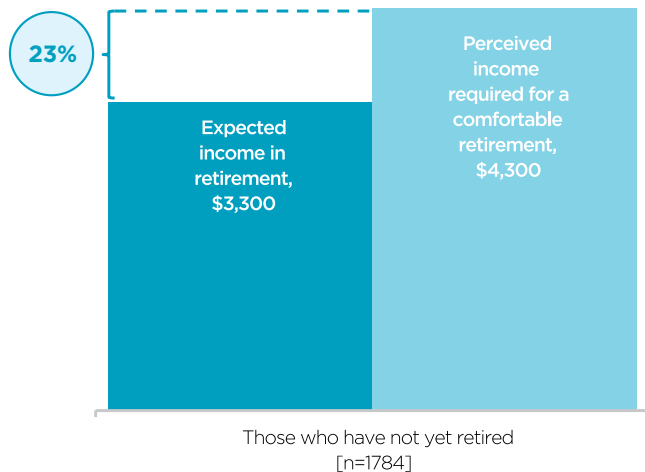 23%
Expected
income in
retirement,
$3,300
Perceived
income
required for a
comfortable
retirement,
$4,300
Those who have not yet retired
[n=1784]